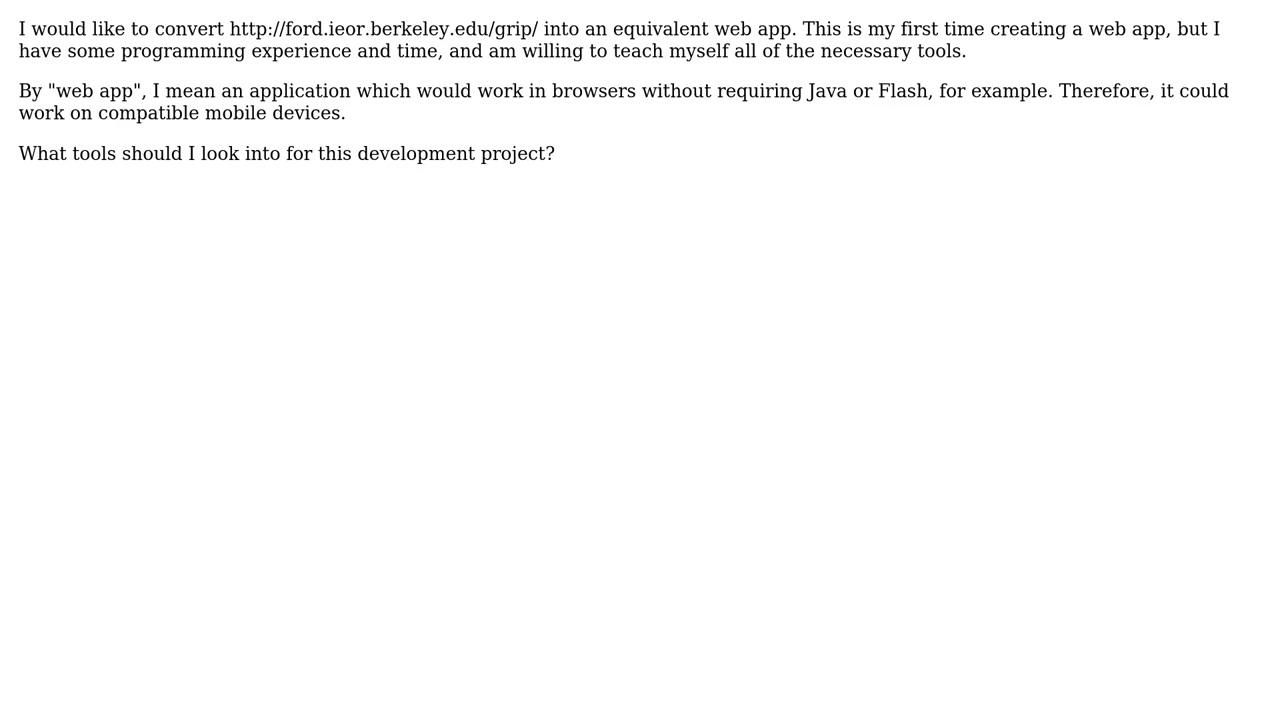 I would like to convert http://ford.ieor.berkeley.edu/grip/ into an equivalent web app. This is my first time creating a web app, but I
have some programming experience and time, and am willing to teach myself all of the necessary tools.
By "web app", I mean an application which would work in browsers without requiring Java or Flash, for example. Therefore, it could
work on compatible mobile devices.
What tools should I look into for this development project?